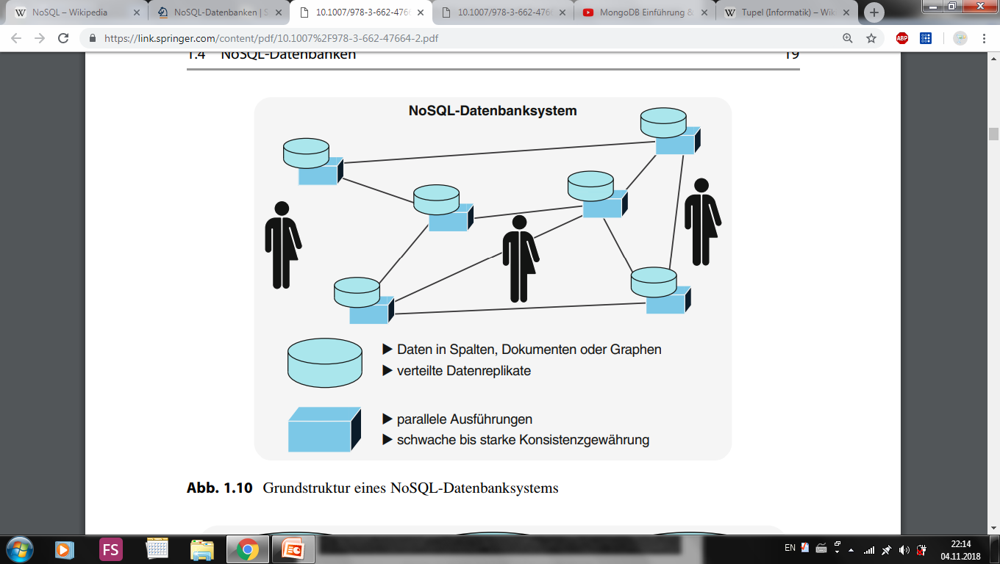 NoSQL – Wikipedia
NoSQL-Datenbanken | S
10.1007/978-3-662-4766
10.1007/978-3-662-4766
MongoDB Einführung &
Tupel (Informatik) – Wik
https://link.springer.com/content/pdf/10.1007%2F978-3-662-47664-2.pdf
ABP
1.4 NoSQL-Datenbanken 19
NoSQL-Datenbanksystem
▶ Daten in Spalten, Dokumenten oder Graphen
▶ verteilte Datenreplikate
▶ parallele Ausführungen
▶ schwache bis starke Konsistenzgewährung
Abb. 1.10 Grundstruktur eines NoSQL-Datenbanksystems
FS
EN
22:14
04.11.2018